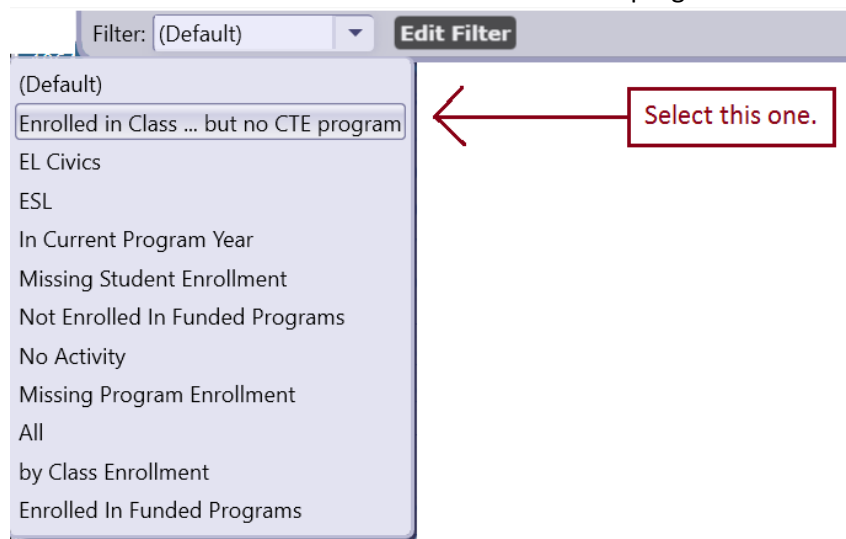 Filter: (Default) Edit Filter
(Default)
Enrolled in Class ... but no CTE program
Select this one.
EL Civics
ESL
In Current Program Year
Missing Student Enrollment
Not Enrolled In Funded Programs
No Activity
Missing Program Enrollment
All
by Class Enrollment
Enrolled In Funded Programs